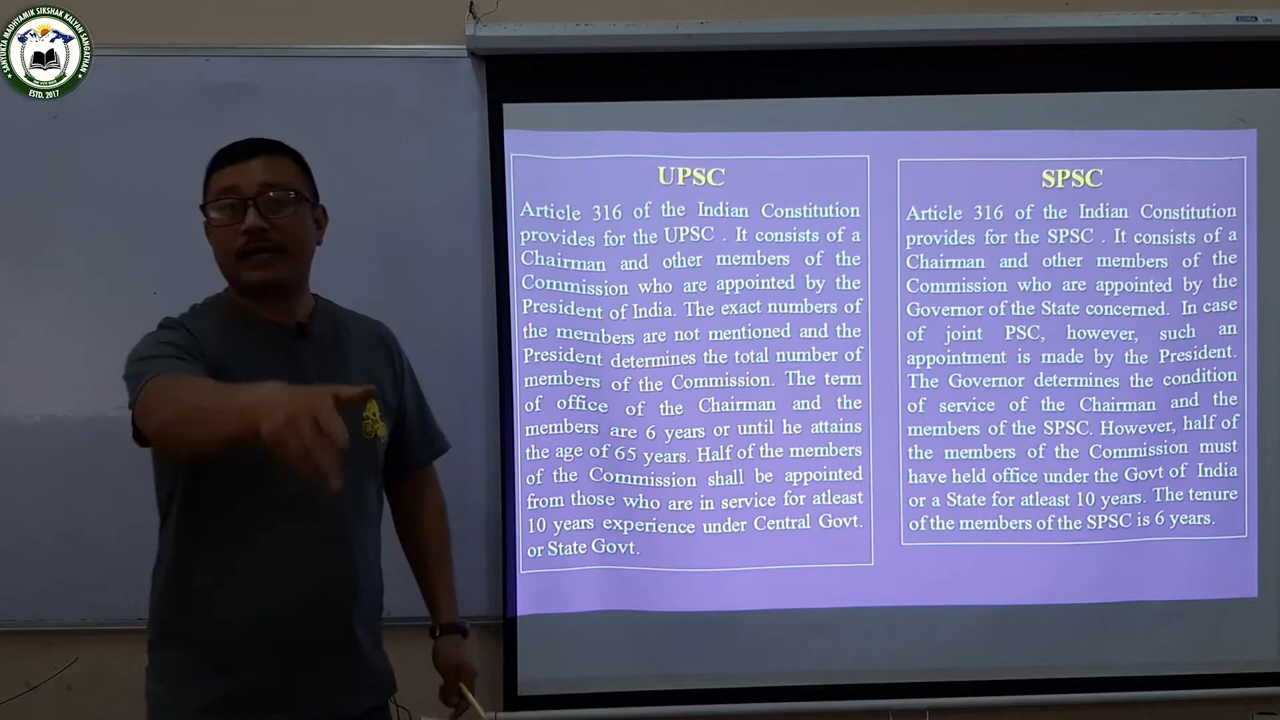 SANYUKTA MADHYAMIK SIKSHAK KALYAN SANGATHAN
ESTD. 2017
UPSC
Article 316 of the Indian Constitution
provides for the UPSC . It consists of a
Chairman and other members of the
Commission who are appointed by the
President of India. The exact numbers of
the members are not mentioned and the
President determines the total number of
members of the Commission. The term
of office of the Chairman and the
members are 6 years or until he attains
the age of 65 years. Half of the members
of the Commission shall be appointed
from those who are in service for atleast
10 years experience under Central Govt.
or State Govt.
SPSC
Article 316 of the Indian Constitution
provides for the SPSC . It consists of a
Chairman and other members of the
Commission who are appointed by the
Governor of the State concerned. In case
of joint PSC, however, such an
appointment is made by the President.
The Governor determines the condition
of service of the Chairman and the
members of the SPSC. However, half of
the members of the Commission must
have held office under the Govt of India
or a State for atleast 10 years. The tenure
of the members of the SPSC is 6 years.